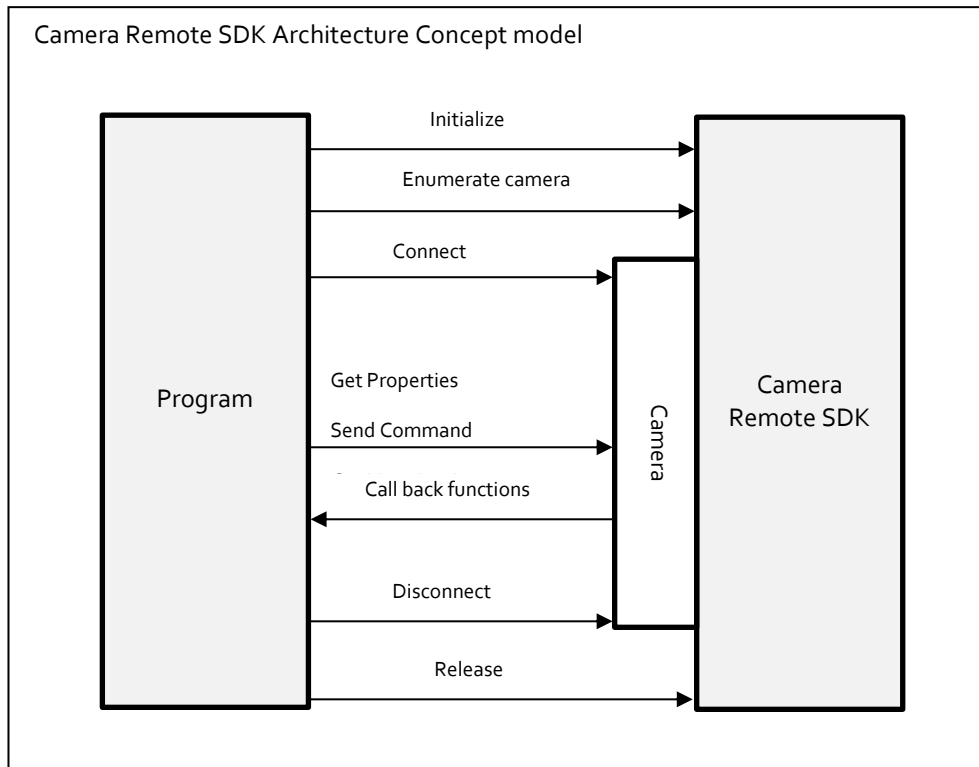 Camera Remote SDK Architecture Concept model
Initialize
Enumerate camera
Connect
Program
Get Properties
Send Command
Call back functions
Disconnect
Release
Camera
Camera
Remote SDK